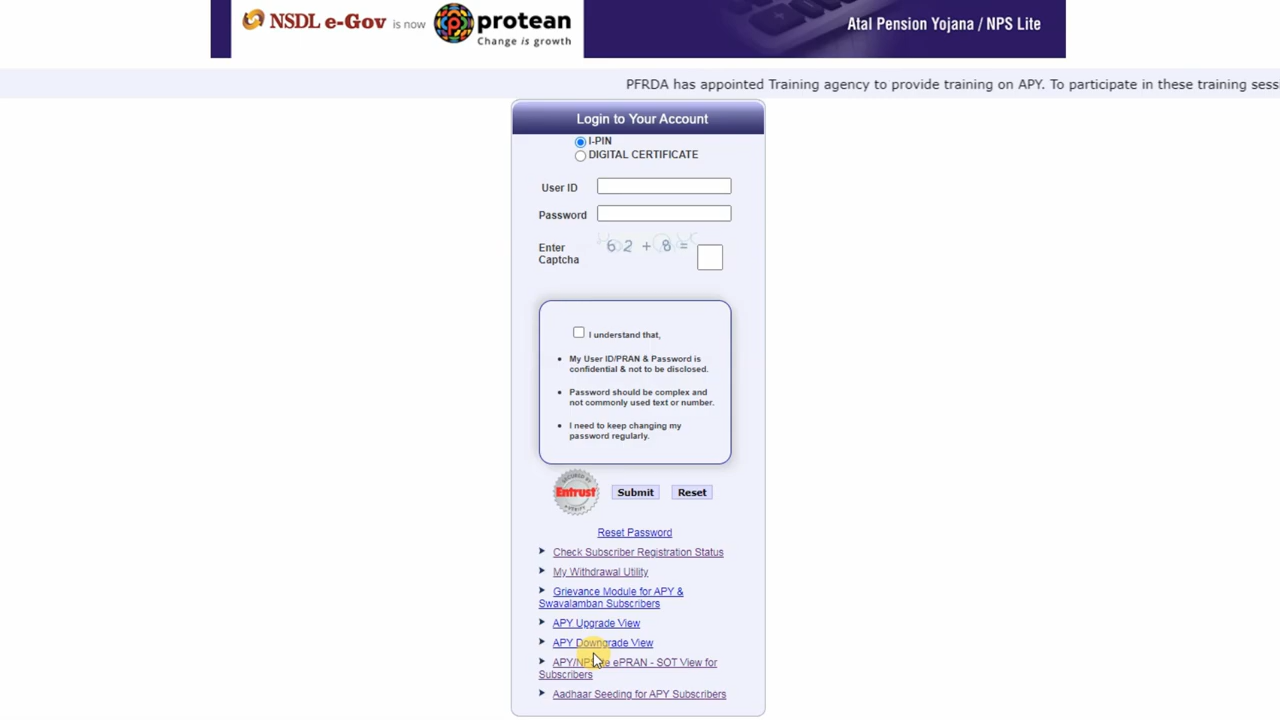 NSDL e-Gov is now protean
Change is growth
Atal Pension Yojana / NPS Lite
PFRDA has appointed Training agency to provide training on APY. To participate in these training sess
Login to Your Account
I-PIN
DIGITAL CERTIFICATE
User ID
Password
Enter
Captcha
62 + 8 =
I understand that,
• My User ID/PRAN & Password is
confidential & not to be disclosed.
• Password should be complex and
not commonly used text or number.
• I need to keep changing my
password regularly.
Entrust
Submit Reset
Reset Password
Check Subscriber Registration Status
My Withdrawal Utility
Grievance Module for APY &
Swavalamban Subscribers
APY Upgrade View
APY Downgrade View
ePRAN - SOT View for
Subscribers
Aadhaar Seeding for APY Subscribers